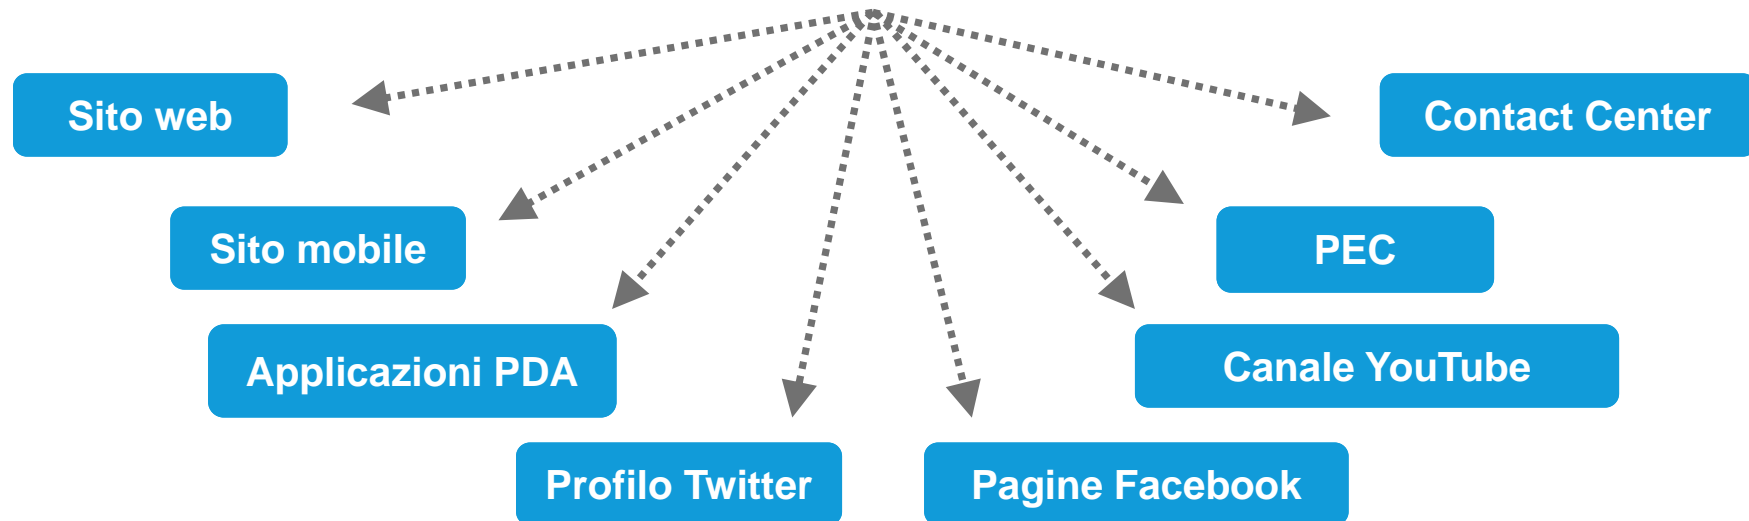 Sito web
Contact Center
Sito mobile
PEC
Applicazioni PDA
Canale YouTube
Profilo Twitter
Pagine Facebook